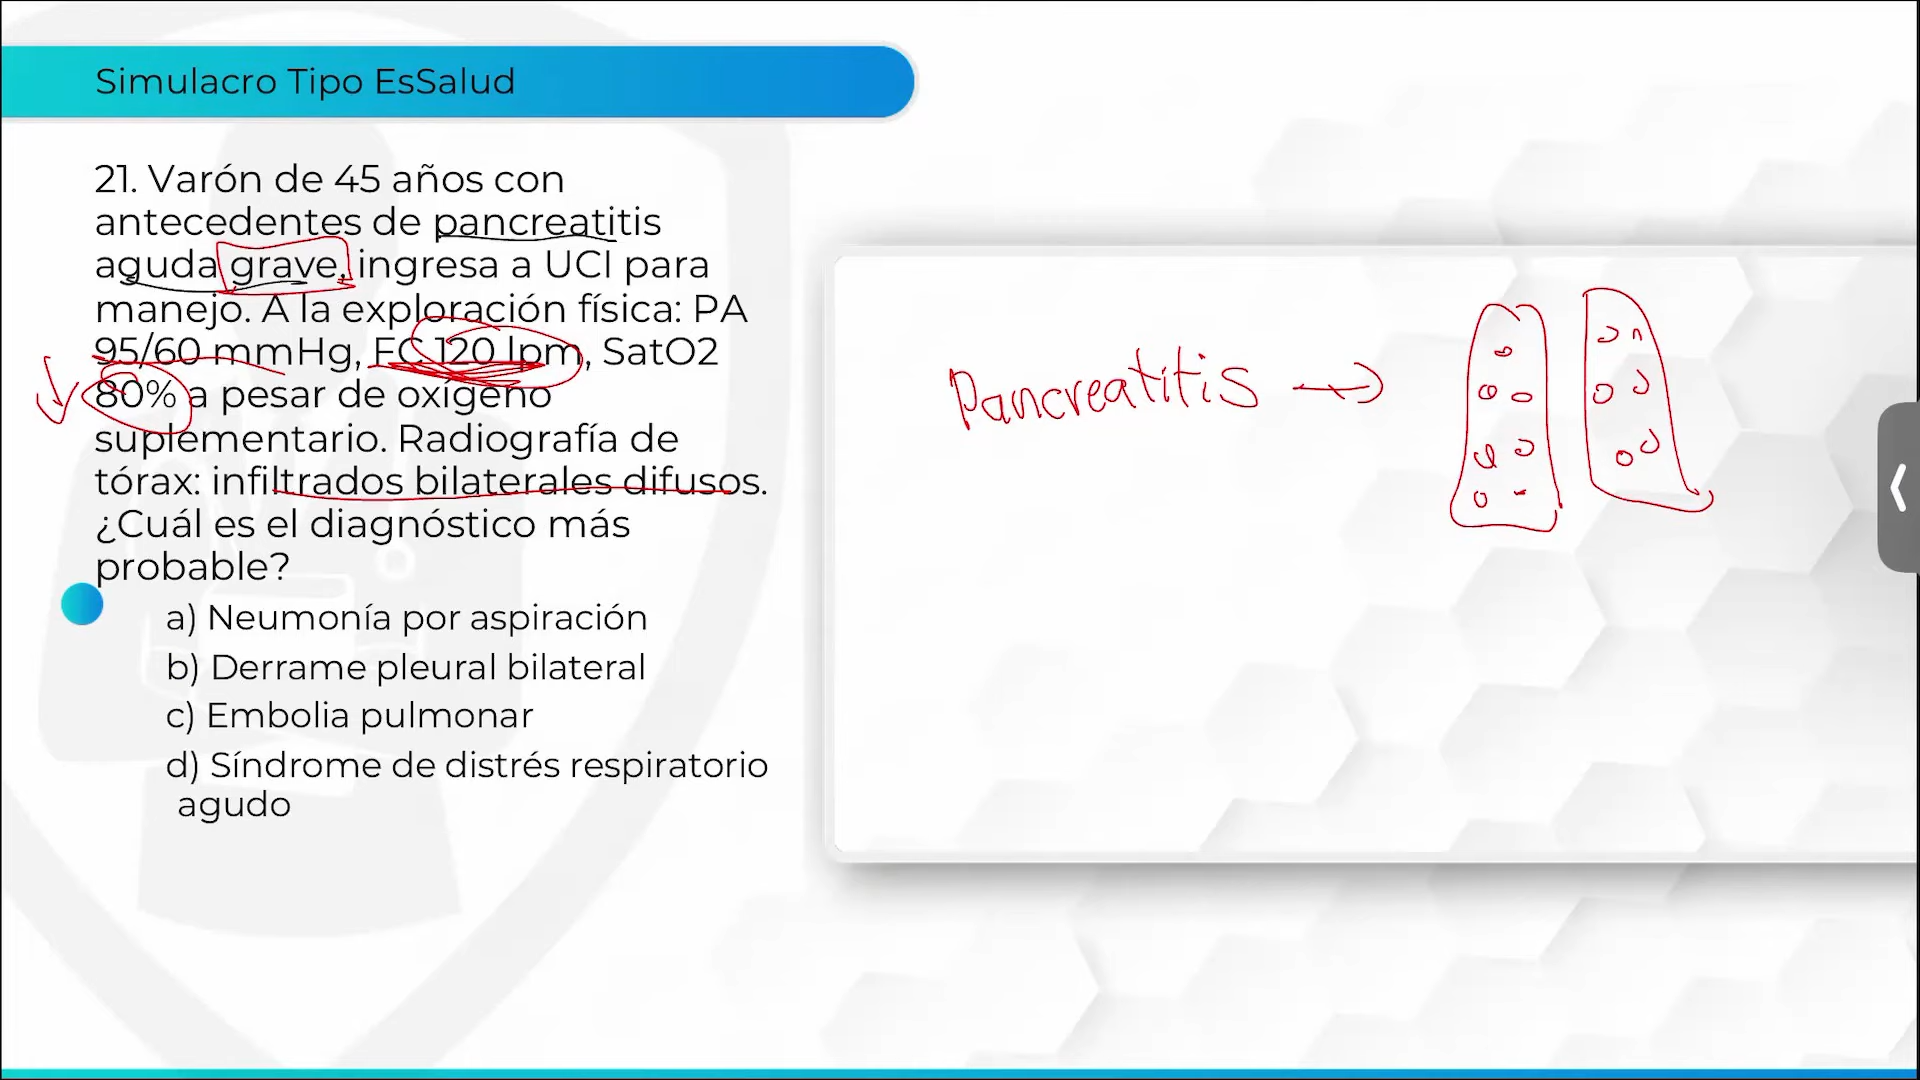 Simulacro Tipo EsSalud
21. Varón de 45 años con
antecedentes de pancreatitis
aguda grave, ingresa a UCI para
manejo. A la exploración física: PA
95/60 mmHg, FC 120 lpm, SatO2
80% a pesar de oxígeno
suplementario. Radiografía de
tórax: infiltrados bilaterales difusos.
¿Cuál es el diagnóstico más
probable?
a) Neumonía por aspiración
b) Derrame pleural bilateral
c) Embolia pulmonar
d) Síndrome de distrés respiratorio
agudo
Pancreatitis